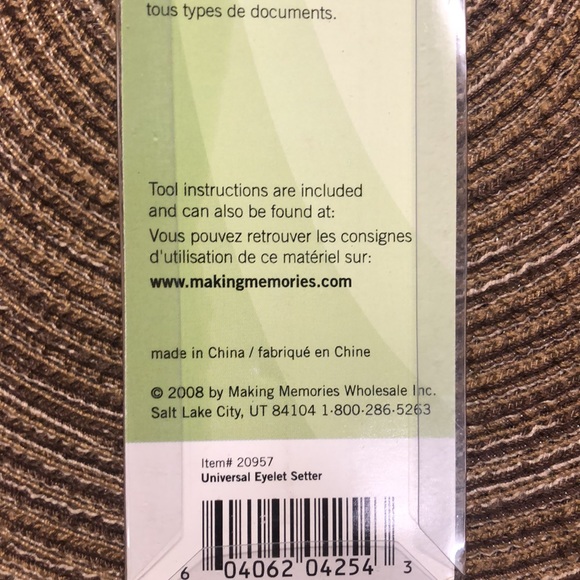 tous types de documents.
Tool instructions are included
and can also be found at:
Vous pouvez retrouver les consignes
d'utilisation de ce matériel sur:
www.makingmemories.com
made in China / fabriqué en Chine
© 2008 by Making Memories Wholesale Inc.
Salt Lake City, UT 84104 1·800·286·5263
Item# 20957
Universal Eyelet Setter
6 04062 04254 3